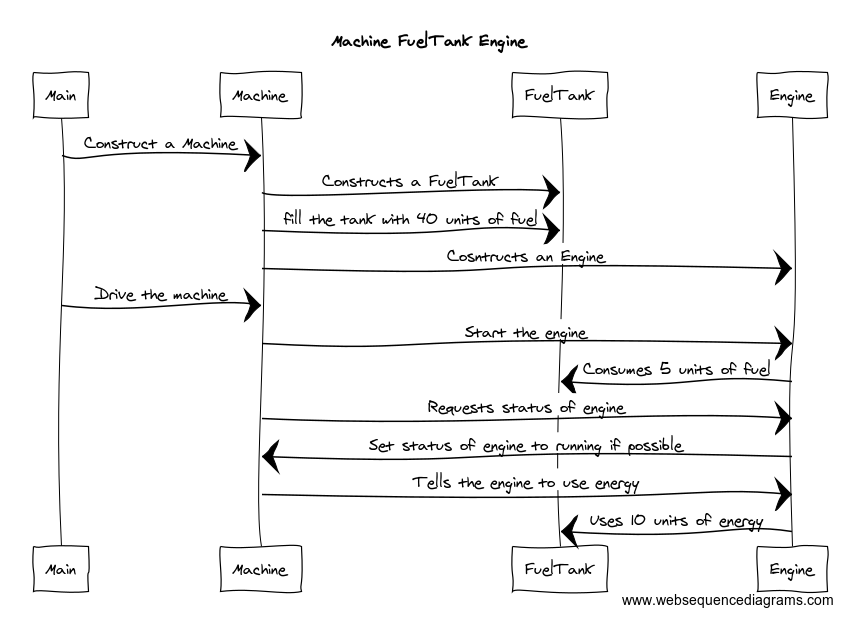 Machine FuelTank Engine
Main
Machine
FuelTank
Engine
Construct a Machine
Constructs a FuelTank
fill the tank with 40 units of fuel
Cosntructs an Engine
Drive the machine
Start the engine
Consumes 5 units of fuel
Requests status of engine
Set status of engine to running if possible
Tells the engine to use energy
Uses 10 units of energy
Main
Machine
FuelTank
Engine
www.websequencediagrams.com